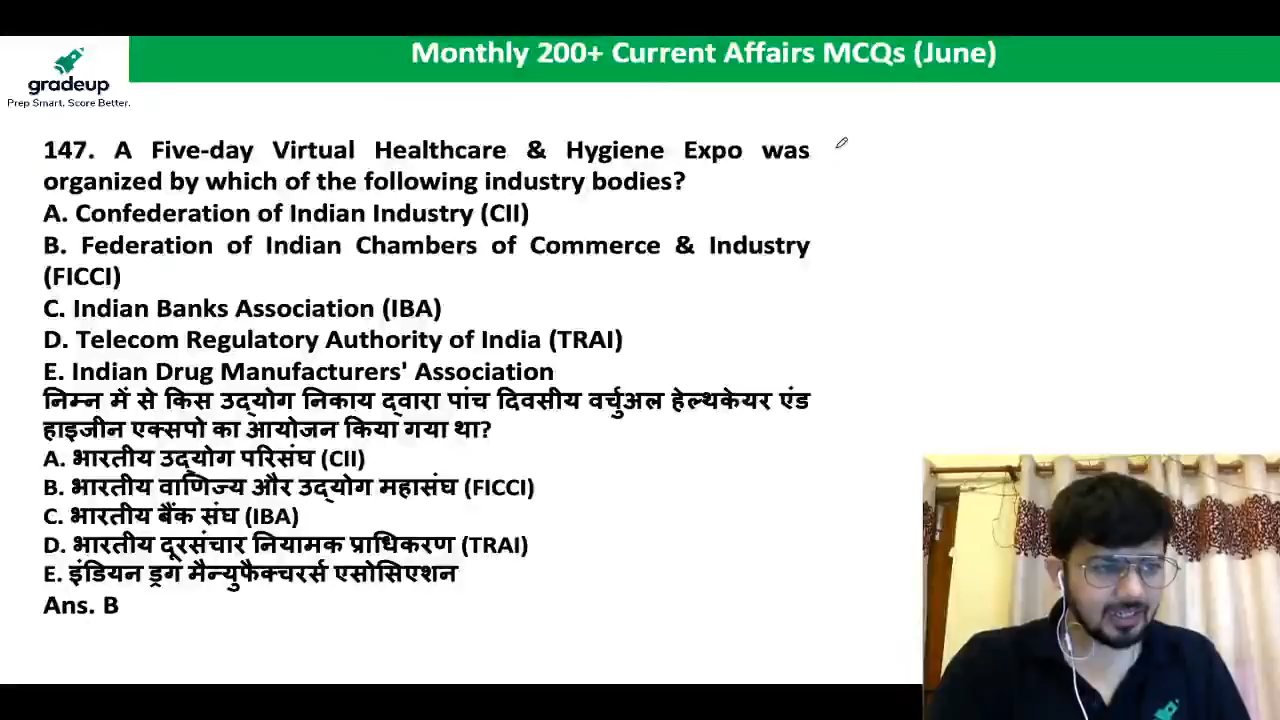 Monthly 200+ Current Affairs MCQs (June)
gradeup
Prep Smart. Score Better.
147. A Five-day Virtual Healthcare & Hygiene Expo was
organized by which of the following industry bodies?
A. Confederation of Indian Industry (CII)
B. Federation of Indian Chambers of Commerce & Industry
(FICCI)
C. Indian Banks Association (IBA)
D. Telecom Regulatory Authority of India (TRAI)
E. Indian Drug Manufacturers' Association
निम्न में से किस उद्योग निकाय द्वारा पांच दिवसीय वर्चुअल हेल्थकेयर एंड
हाइजीन एक्सपो का आयोजन किया गया था?
A. भारतीय उद्योग परिसंघ (CII)
B. भारतीय वाणिज्य और उद्योग महासंघ (FICCI)
C. भारतीय बैंक संघ (IBA)
D. भारतीय दूरसंचार नियामक प्राधिकरण (TRAI)
E. इंडियन ड्रग मैन्युफैक्चरर्स एसोसिएशन
Ans. B